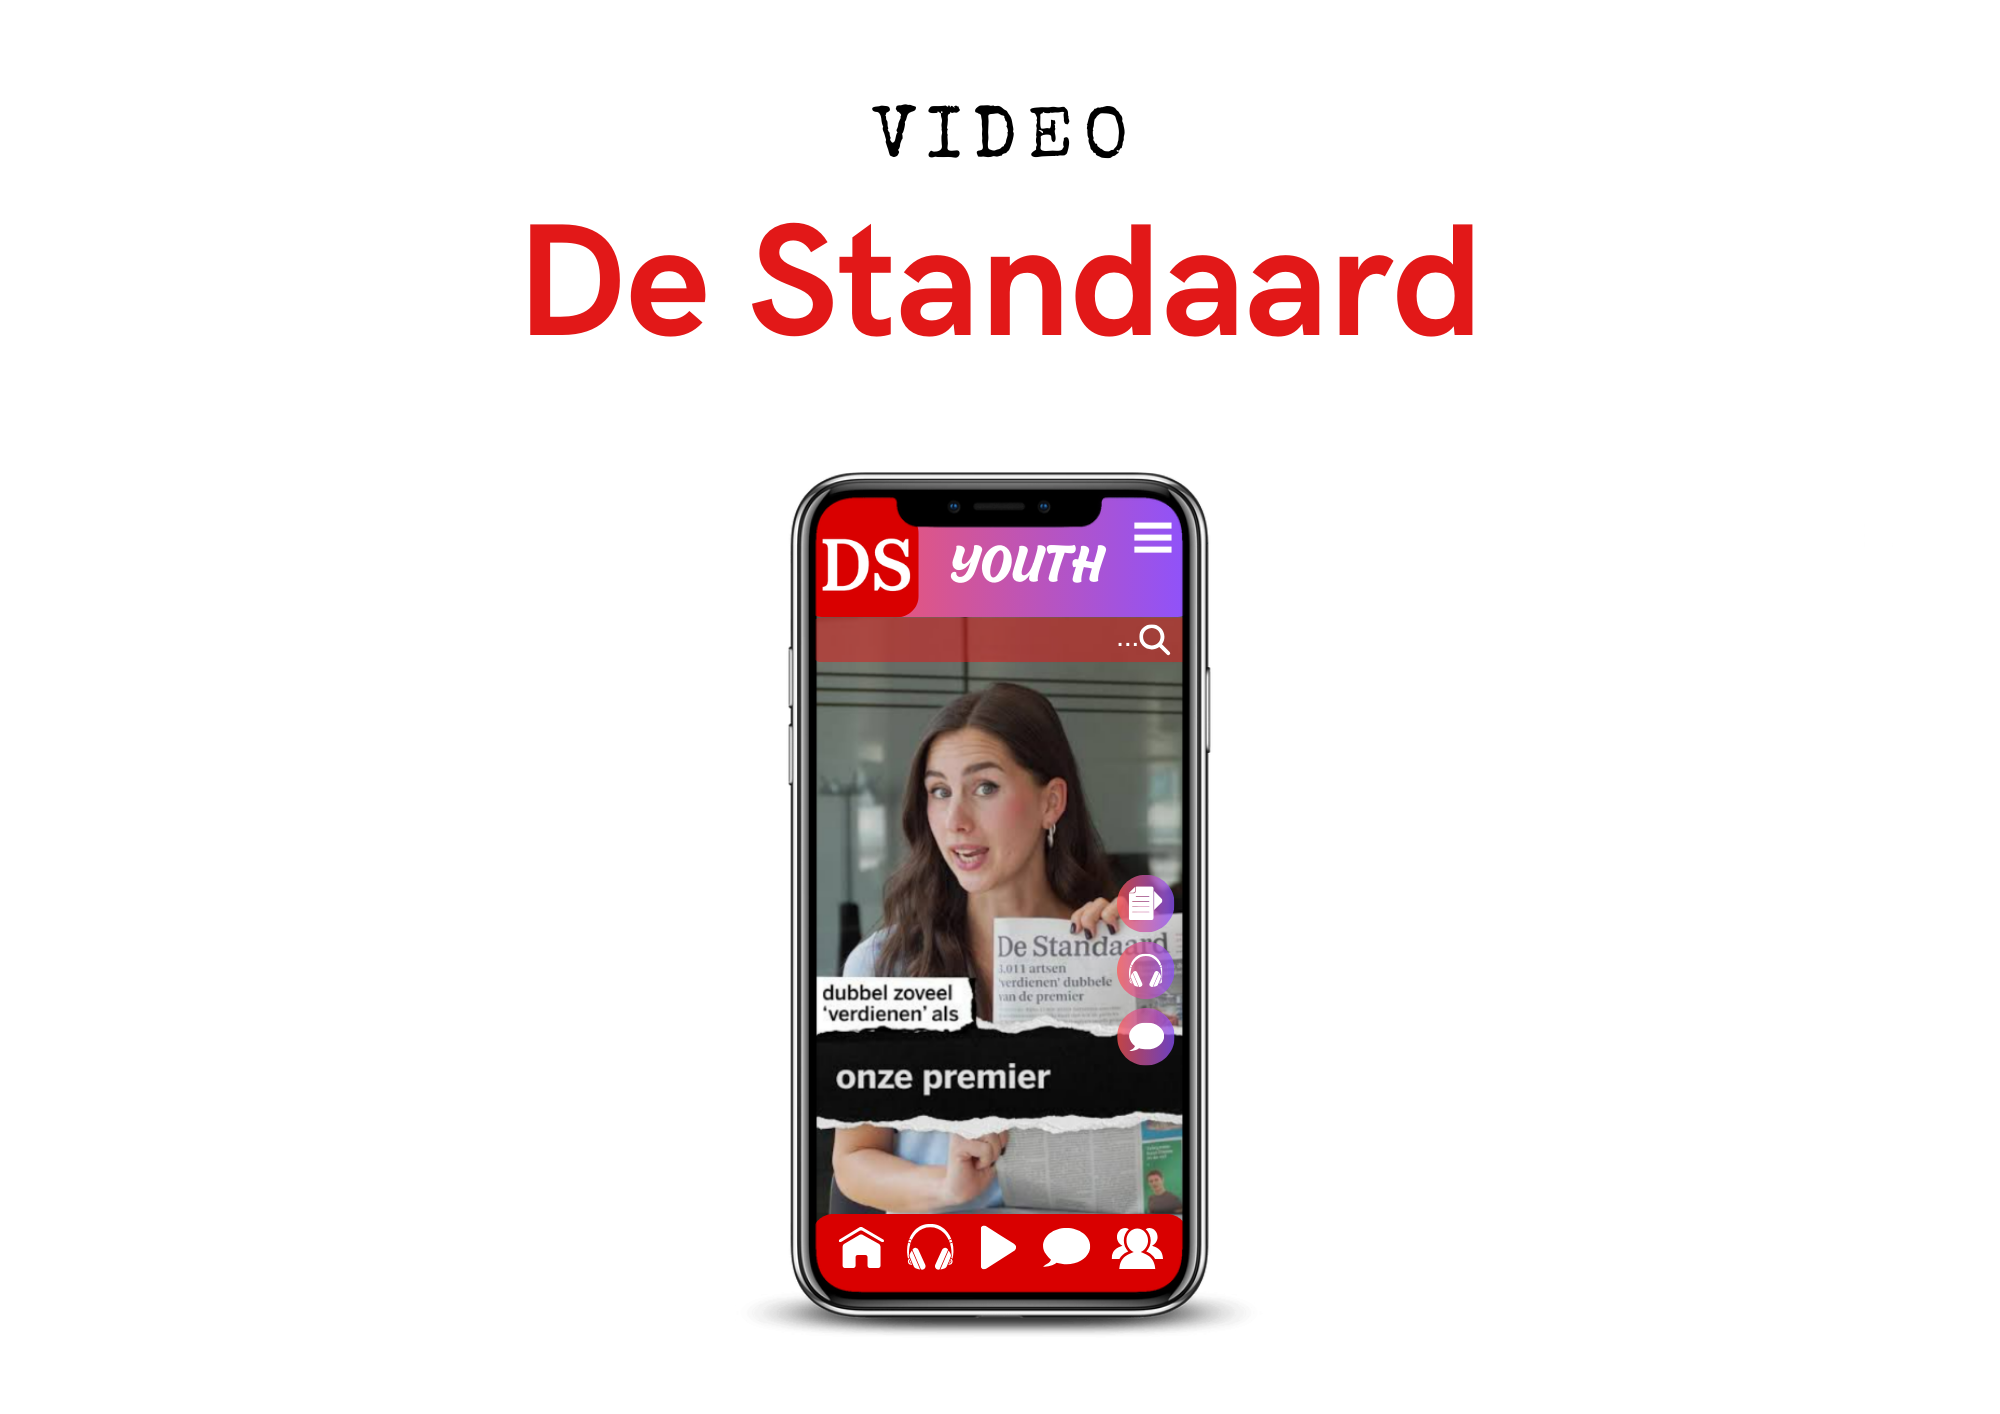 VIDEO
De Standaard
DS
YOUTH
...
De Standaard
3.011 artsen
'verdienen' dubbele
van de premier
dubbel zoveel
‘verdienen’ als
onze premier